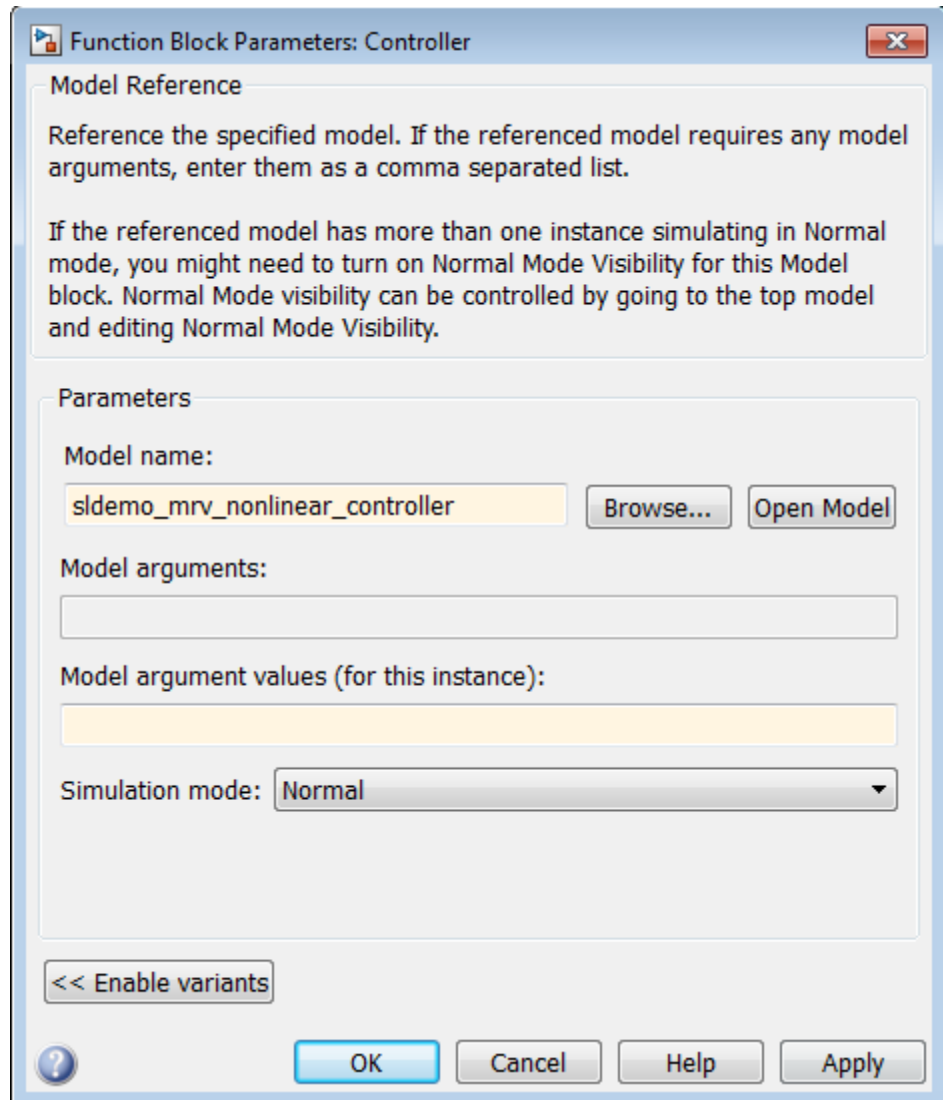 Function Block Parameters: Controller
Model Reference
Reference the specified model. If the referenced model requires any model
arguments, enter them as a comma separated list.
If the referenced model has more than one instance simulating in Normal
mode, you might need to turn on Normal Mode Visibility for this Model
block. Normal Mode visibility can be controlled by going to the top model
and editing Normal Mode Visibility.
Parameters
Model name:
sldemo_mrv_nonlinear_controller Browse... Open Model
Model arguments:
Model argument values (for this instance):
Simulation mode: Normal
<< Enable variants
? OK Cancel Help Apply